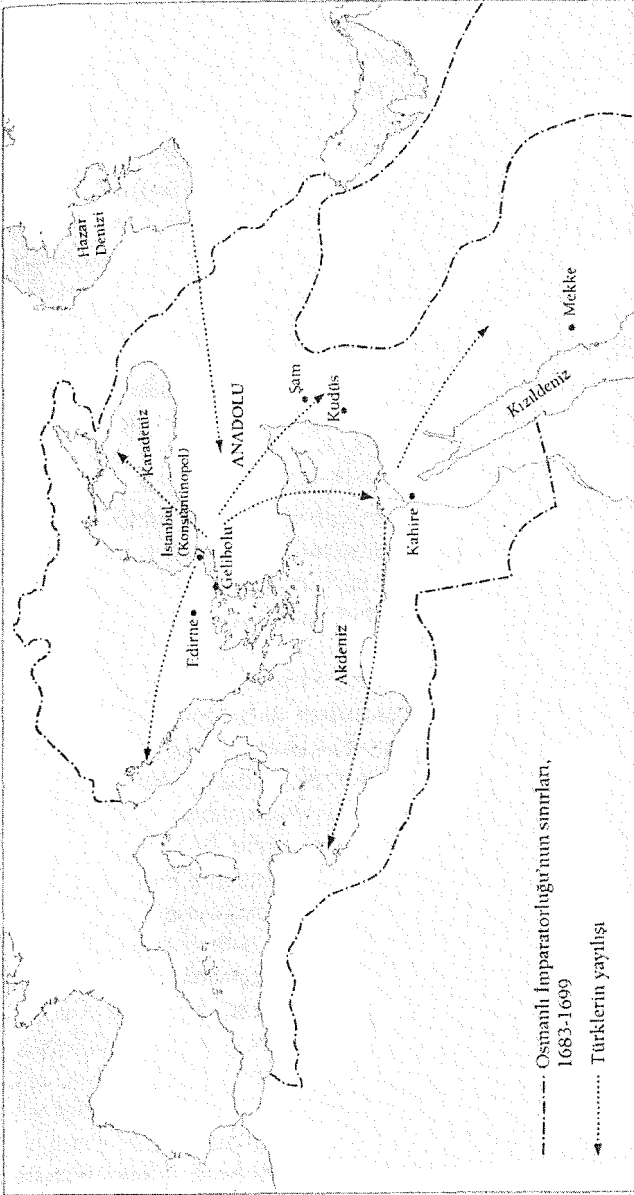 Hazar
Denizi
Karadeniz
İstanbul
(Konstantinopol)
ANADOLU
Gelibolu
Edirne
Şam
Kudüs
Akdeniz
Kahire
Kızıldeniz
Mekke
Osmanlı İmparatorluğu'nun sınırları,
1683-1699
Türklerin yayılışı